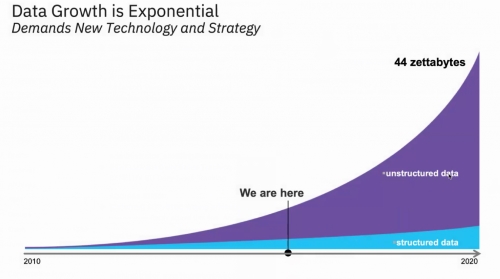 Data Growth is Exponential
Demands New Technology and Strategy
44 zettabytes
unstructured data
We are here
structured data
2010
2020